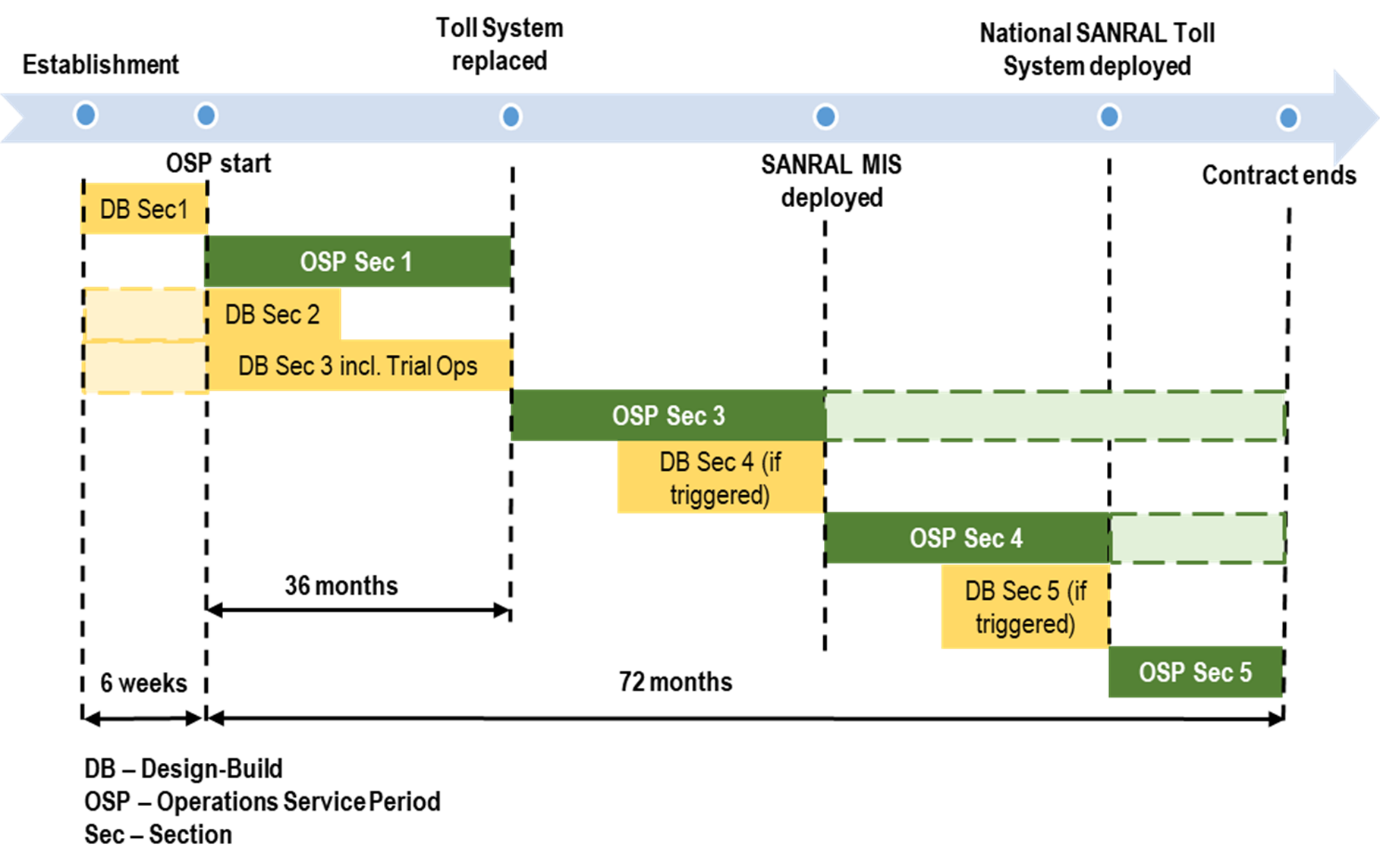 Toll System
replaced
National SANRAL Toll
System deployed
Establishment
OSP start
SANRAL MIS
deployed
Contract ends
DB Sec1
OSP Sec 1
DB Sec 2
DB Sec 3 incl. Trial Ops
OSP Sec 3
DB Sec 4 (if
triggered)
OSP Sec 4
36 months
DB Sec 5 (if
triggered)
OSP Sec 5
6 weeks
72 months
DB – Design-Build
OSP – Operations Service Period
Sec – Section